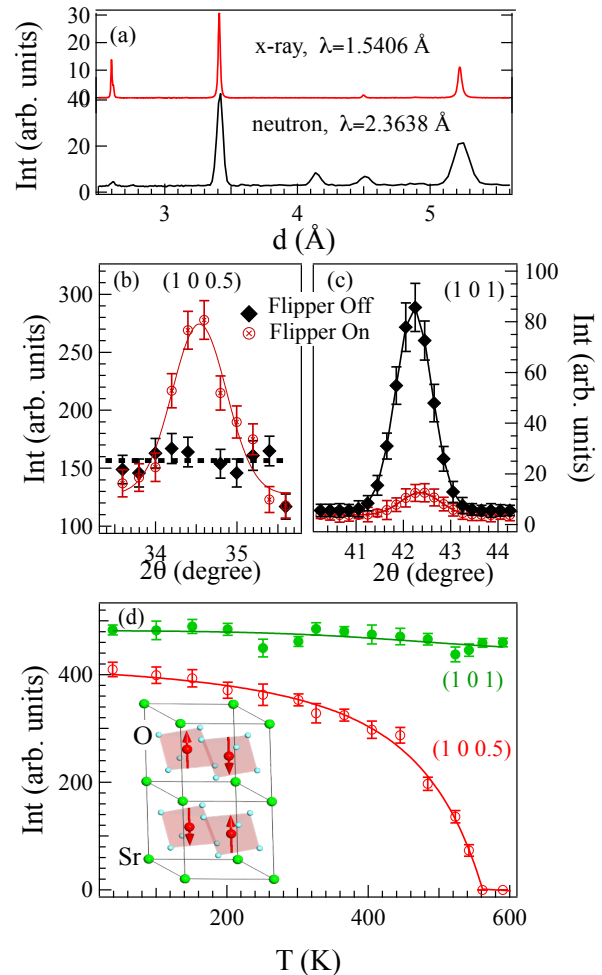 (a)
x-ray, λ=1.5406 Å
neutron, λ=2.3638 Å
Int (arb. units)
30
20
10
0
40
20
0
3
4
5
d (Å)
(b)
(1 0 0.5)
Flipper Off
Flipper On
Int (arb. units)
300
250
200
150
100
34
35
2θ (degree)
(c)
(1 0 1)
100
80
60
40
20
0
Int (arb. units)
41
42
43
44
2θ (degree)
(d)
(1 0 1)
(1 0 0.5)
O
Sr
Int (arb. units)
400
200
0
200
400
600
T (K)